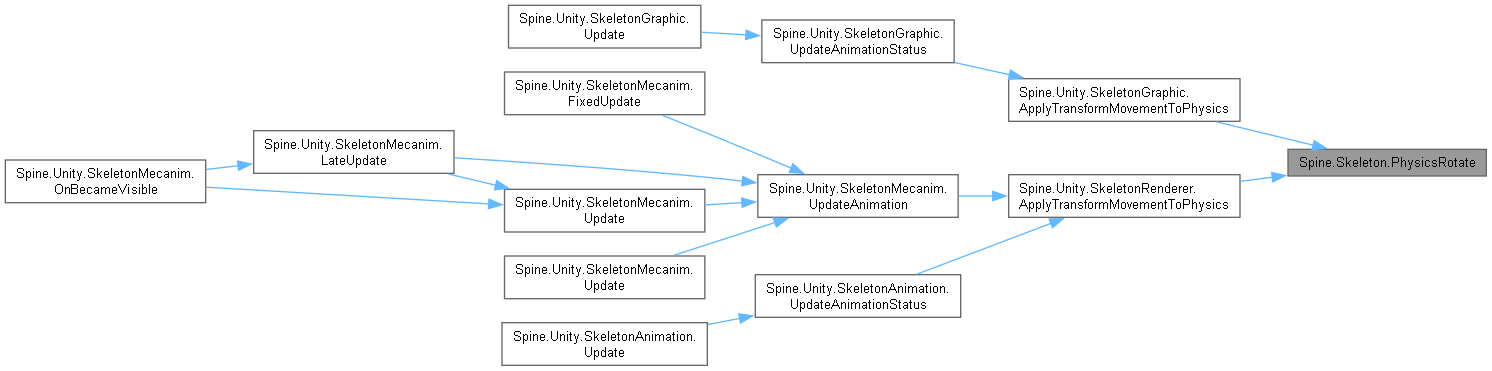 Spine.Unity.SkeletonGraphic.
Update
Spine.Unity.SkeletonGraphic.
UpdateAnimationStatus
Spine.Unity.SkeletonMecanim.
FixedUpdate
Spine.Unity.SkeletonGraphic.
ApplyTransformMovementToPhysics
Spine.Unity.SkeletonMecanim.
LateUpdate
Spine.Skeleton.PhysicsRotate
Spine.Unity.SkeletonMecanim.
OnBecameVisible
Spine.Unity.SkeletonMecanim.
UpdateAnimation
Spine.Unity.SkeletonRenderer.
ApplyTransformMovementToPhysics
Spine.Unity.SkeletonMecanim.
Update
Spine.Unity.SkeletonMecanim.
Update
Spine.Unity.SkeletonAnimation.
UpdateAnimationStatus
Spine.Unity.SkeletonAnimation.
Update